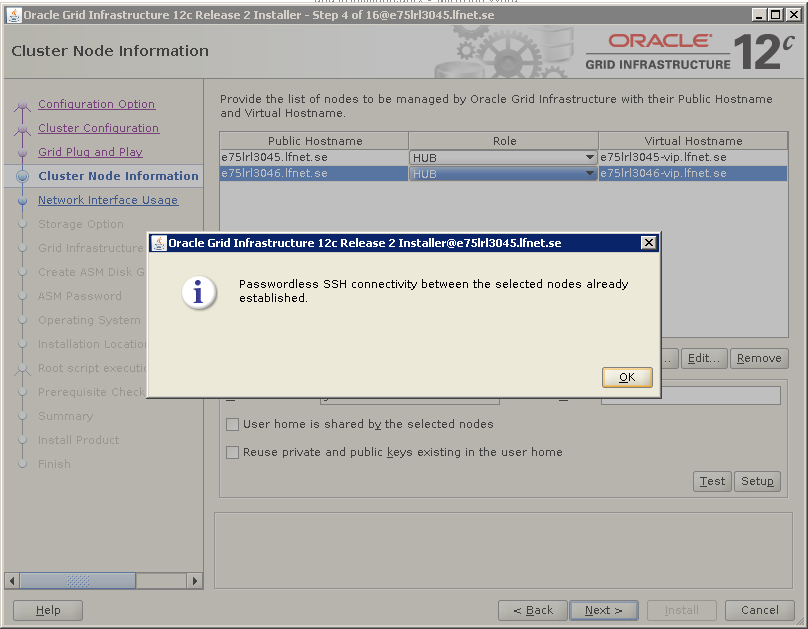 Oracle Grid Infrastructure 12c Release 2 Installer - Step 4 of 16@e75lrl3045.lfnet.se
Cluster Node Information
ORACLE
GRID INFRASTRUCTURE
12c
Configuration Option
Cluster Configuration
Grid Plug and Play
Cluster Node Information
Network Interface Usage
Storage Option
Grid Infrastructure
Create ASM Disk G
ASM Password
Operating System
Installation Locatio
Root script executi
Prerequisite Check
Summary
Install Product
Finish
Provide the list of nodes to be managed by Oracle Grid Infrastructure with their Public Hostname
and Virtual Hostname.
Public Hostname Role Virtual Hostname
e75lrl3045.lfnet.se HUB e75lrl3045-vip.lfnet.se
e75lrl3046.lfnet.se HUB e75lrl3046-vip.lfnet.se
Oracle Grid Infrastructure 12c Release 2 Installer@e75lrl3045.lfnet.se
Passwordless SSH connectivity between the selected nodes already
established.
OK
.. Edit... Remove
User home is shared by the selected nodes
Reuse private and public keys existing in the user home
Test Setup
Help < Back Next > Install Cancel